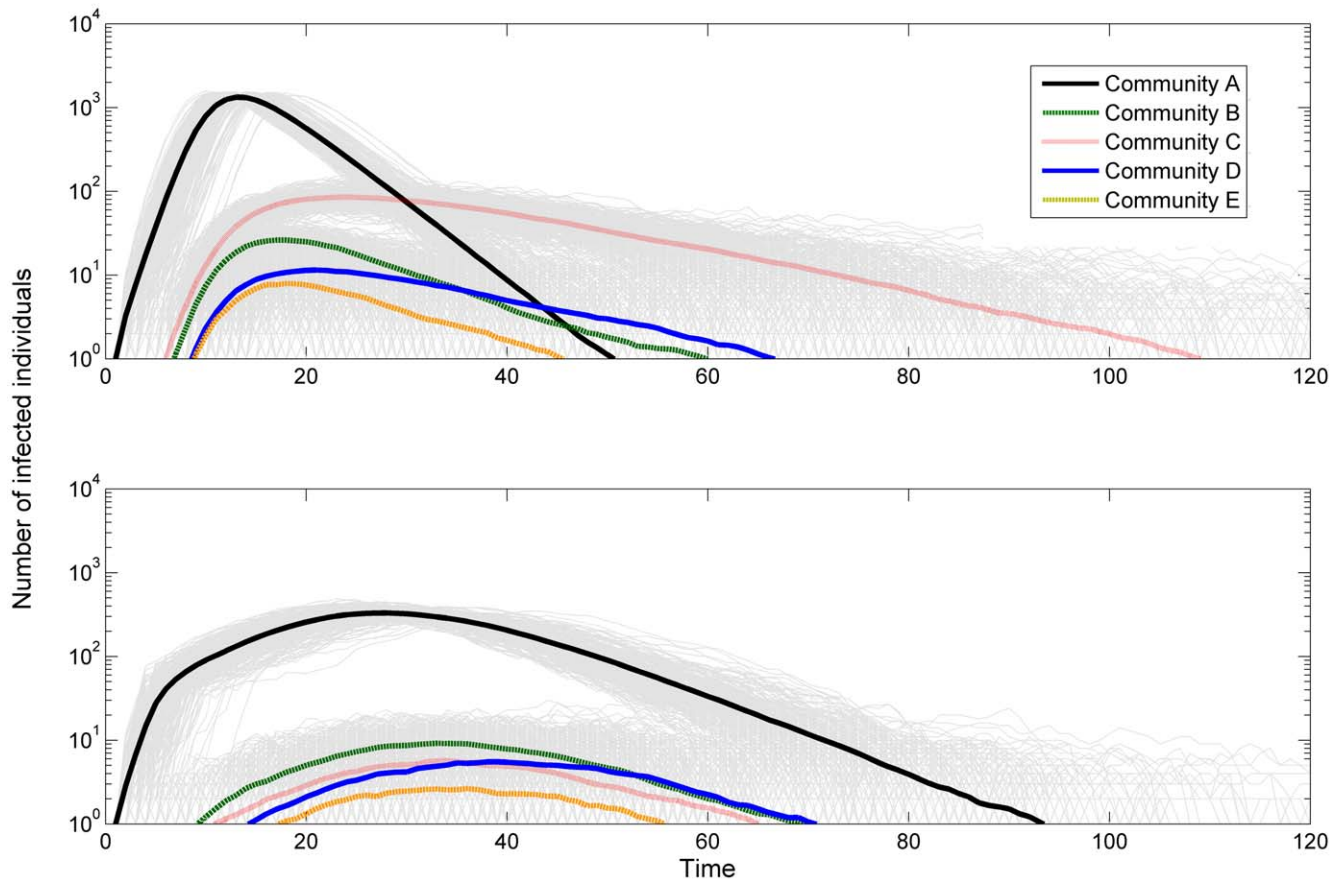 Number of infected individuals
10^4
10^3
10^2
10^1
10^0
0 20 40 60 80 100 120
Community A
Community B
Community C
Community D
Community E
10^4
10^3
10^2
10^1
10^0
0 20 40 60 80 100 120
Time